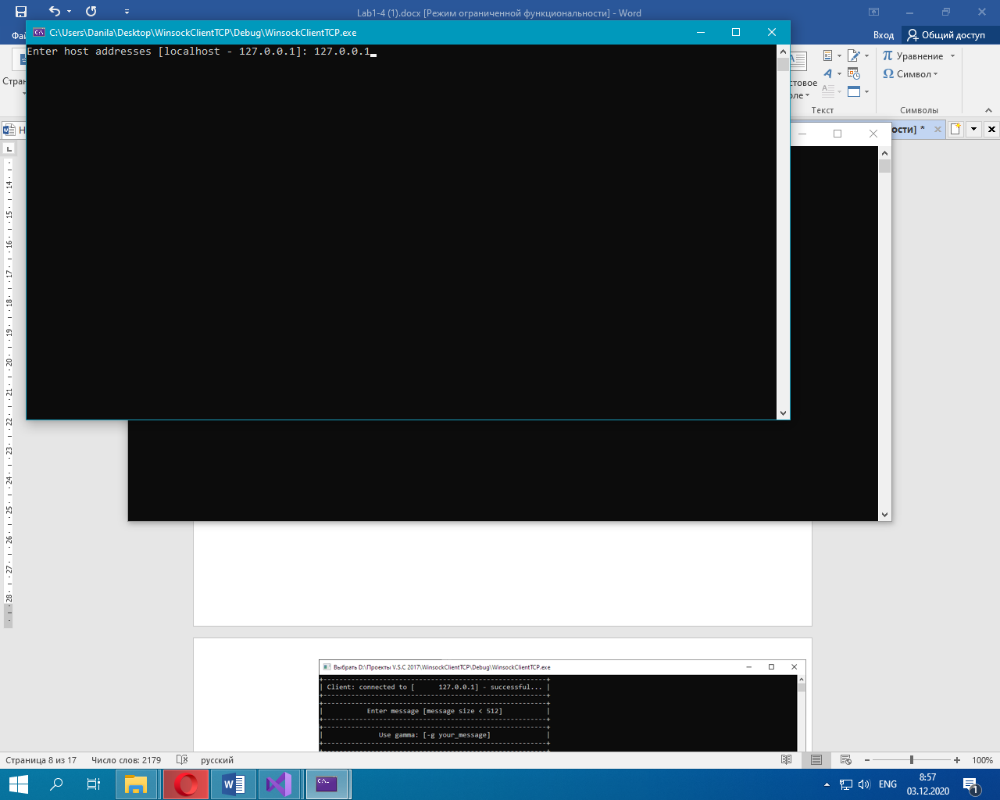 Lab1-4 (1).docx [Режим ограниченной функциональности] - Word
Вход
Общий доступ
C:\Users\Danila\Desktop\WinsockClientTCP\Debug\WinsockClientTCP.exe
Enter host addresses [localhost - 127.0.0.1]: 127.0.0.1
Уравнение
Символ
Текст
Символы
ости] *
14
15
16
17
18
19
20
21
22
23
24
25
26
27
28
Выбрать D:\Проекты V.S.C 2017\WinsockClientTCP\Debug\WinsockClientTCP.exe
| Client: connected to [      127.0.0.1] - successful... |
| Enter message [message size < 512] |
| Use gamma: [-g your_message] |
Страница 8 из 17
Число слов: 2179
русский
100%
ENG
8:57
03.12.2020
1